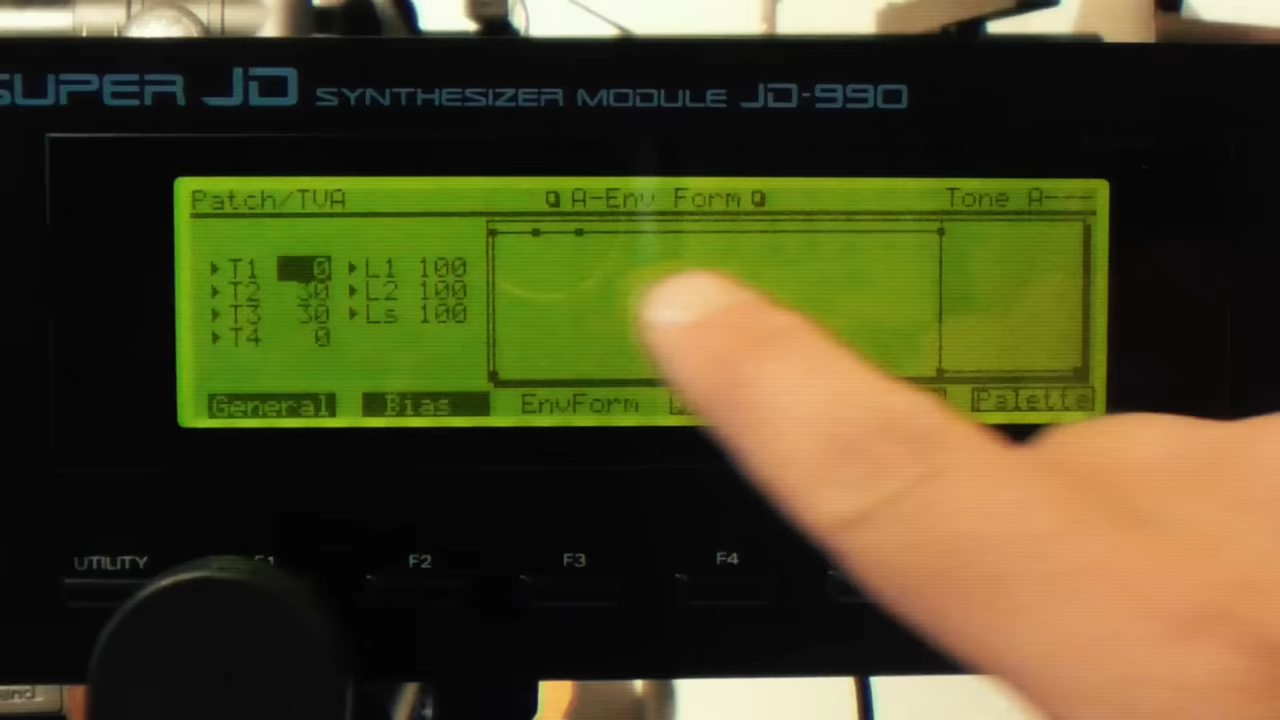 SUPER JD SYNTHESIZER MODULE JD-990
Patch/TVA A-Env Form Tone A---
T1 0 L1 100
T2 30 L2 100
T3 30 Ls 100
T4 0
General Bias EnvForm Palette
UTILITY F1 F2 F3 F4